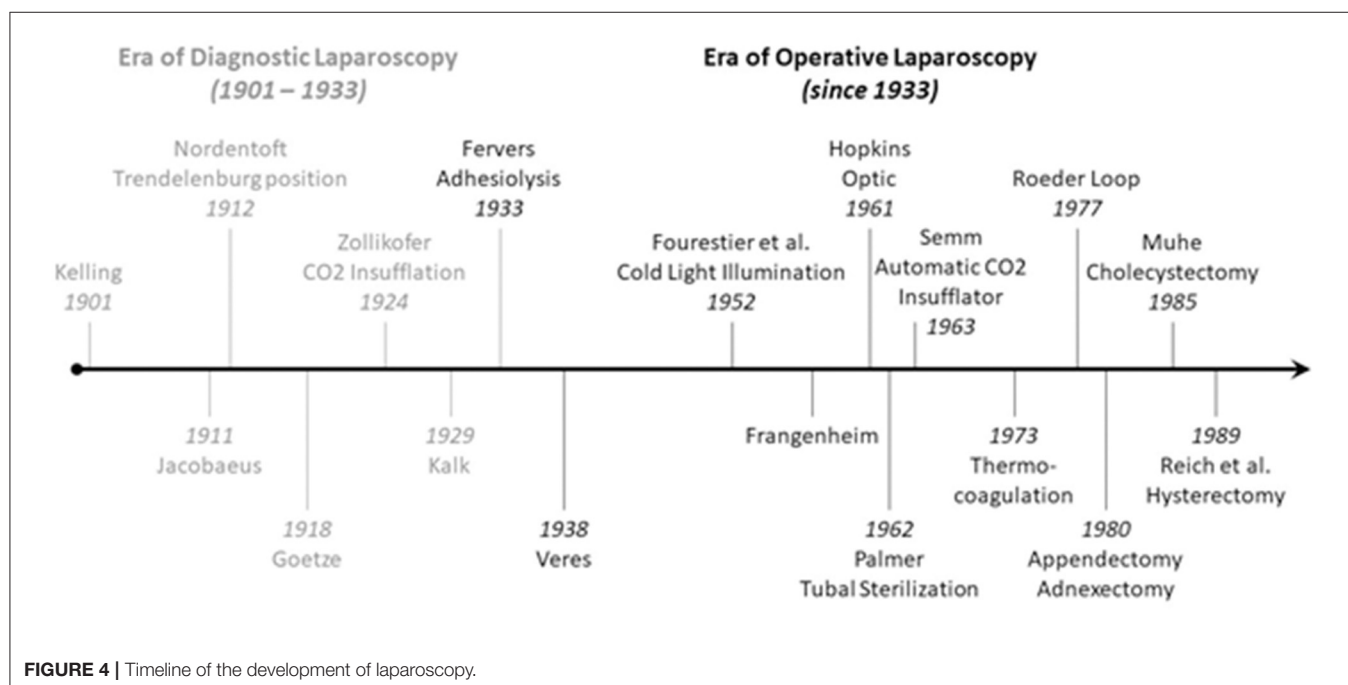 Era of Diagnostic Laparoscopy
(1901 – 1933)
Era of Operative Laparoscopy
(since 1933)
Kelling
1901
Nordentoft
Trendelenburg position
1912
Zollikofer
CO2 Insufflation
1924
Fervers
Adhesiolysis
1933
Fourestier et al.
Cold Light Illumination
1952
Hopkins
Optic
1961
Semm
Automatic CO2
Insufflator
1963
Roeder Loop
1977
Muhe
Cholecystectomy
1985
1911
Jacobaeus
1918
Goetze
1929
Kalk
1938
Veres
Frangenheim
1962
Palmer
Tubal Sterilization
1973
Thermo-
coagulation
1980
Appendectomy
Adnexectomy
1989
Reich et al.
Hysterectomy
FIGURE 4 | Timeline of the development of laparoscopy.